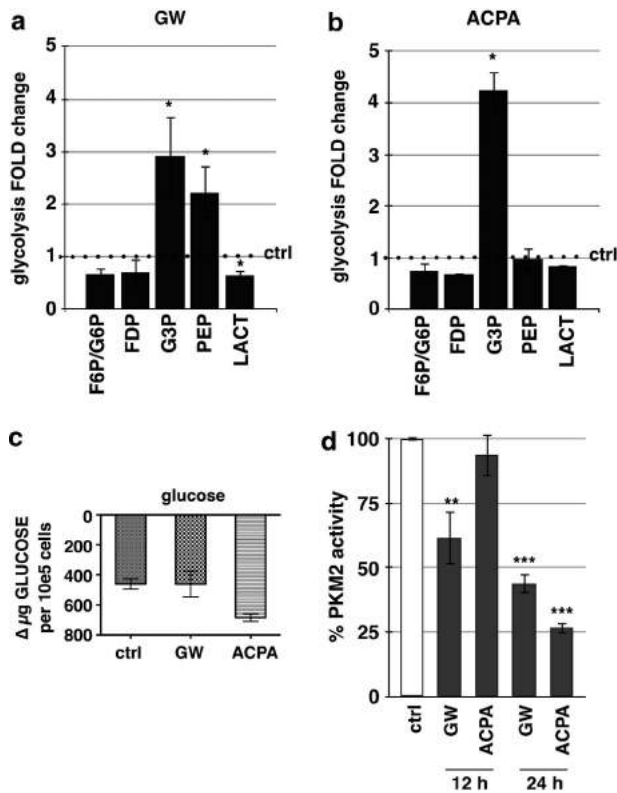 a
GW
glycolysis FOLD change
5
4
3
2
1
0
*
*
*
ctrl
F6P/G6P
FDP
G3P
PEP
LACT
b
ACPA
glycolysis FOLD change
5
4
3
2
1
0
*
ctrl
F6P/G6P
FDP
G3P
PEP
LACT
c
glucose
Δ µg GLUCOSE
per 10e5 cells
0
200
400
600
800
ctrl
GW
ACPA
d
% PKM2 activity
100
75
50
25
0
**
***
***
ctrl
GW
ACPA
GW
ACPA
12 h
24 h